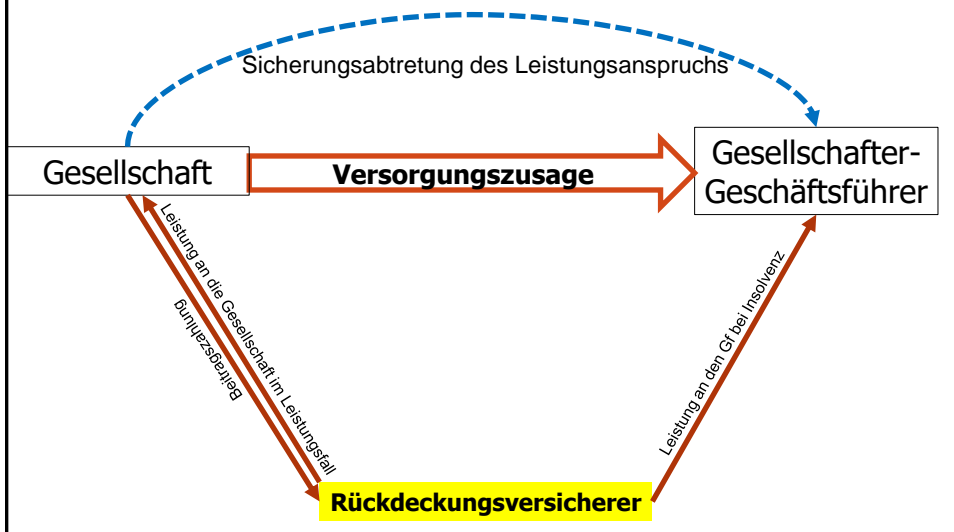 Sicherungsabtretung des Leistungsanspruchs
Gesellschaft
Versorgungszusage
Gesellschafter-
Geschäftsführer
Leistung an die Gesellschaft im Leistungsfall
Beitragszahlung
Leistung an den Gf bei Insolvenz
Rückdeckungsversicherer